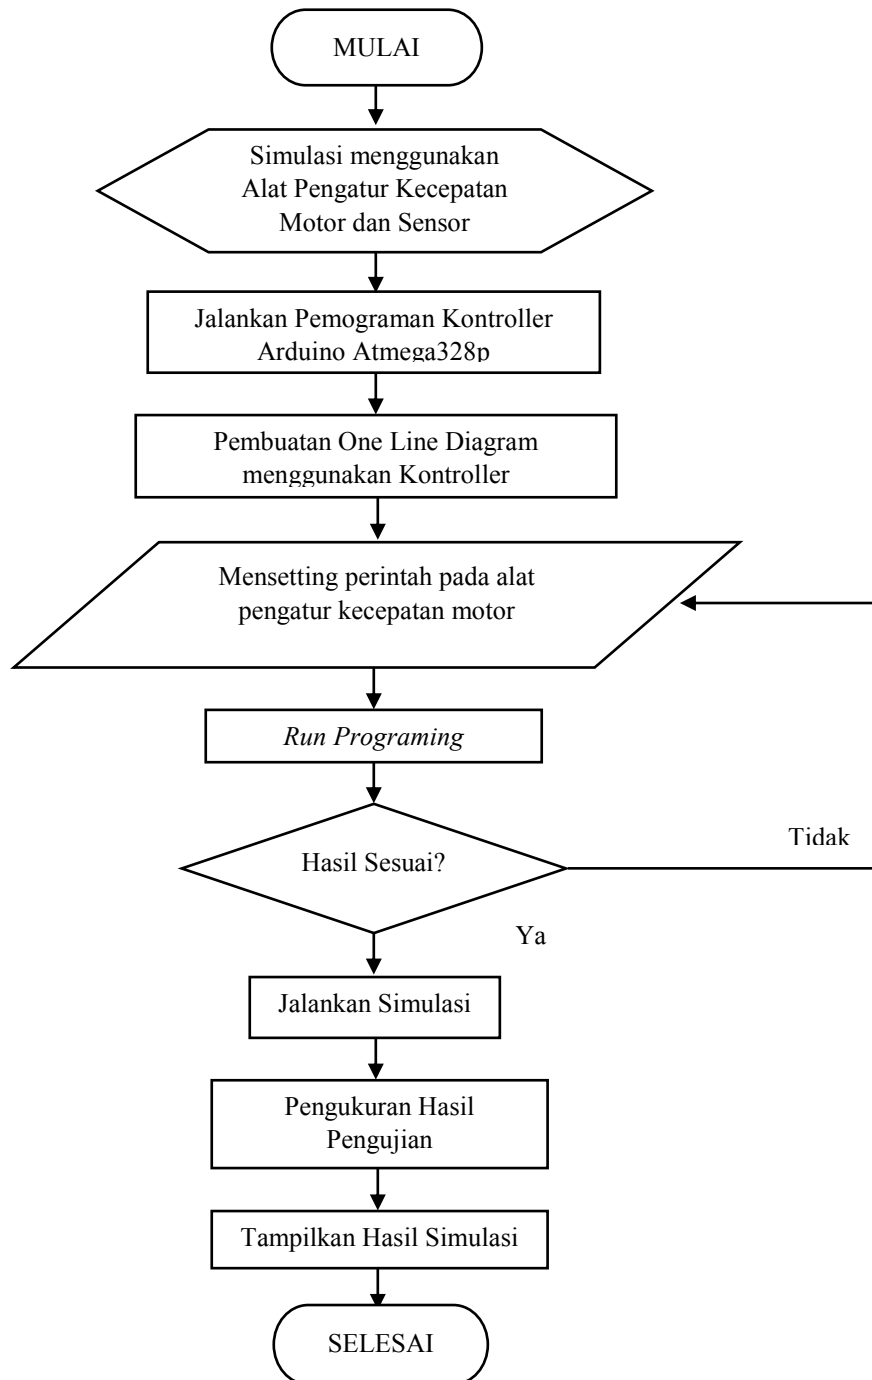 MULAI
Simulasi menggunakan
Alat Pengatur Kecepatan
Motor dan Sensor
Jalankan Pemograman Kontroller
Arduino Atmega328p
Pembuatan One Line Diagram
menggunakan Kontroller
Mensetting perintah pada alat
pengatur kecepatan motor
Run Programing
Hasil Sesuai?
Tidak
Ya
Jalankan Simulasi
Pengukuran Hasil
Pengujian
Tampilkan Hasil Simulasi
SELESAI